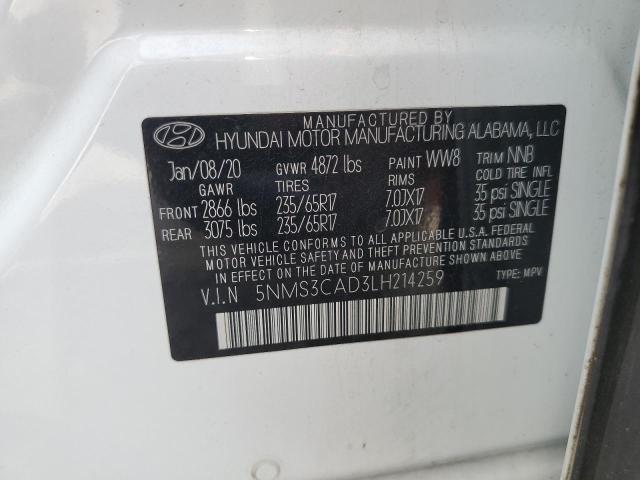 MANUFACTURED BY
HYUNDAI MOTOR MANUFACTURING ALABAMA, LLC
Jan/08/20 GVWR 4872 lbs PAINT WW8 TRIM NNB
GAWR TIRES RIMS COLD TIRE INFL
FRONT 2866 lbs 235/65R17 7.0JX17 35 psi SINGLE
REAR 3075 lbs 235/65R17 7.0JX17 35 psi SINGLE
THIS VEHICLE CONFORMS TO ALL APPLICABLE U.S.A. FEDERAL
MOTOR VEHICLE SAFETY AND THEFT PREVENTION STANDARDS
IN EFFECT ON THE DATE OF MANUFACTURE SHOWN ABOVE.
V.I.N 5NMS3CAD3LH214259 TYPE: MPV